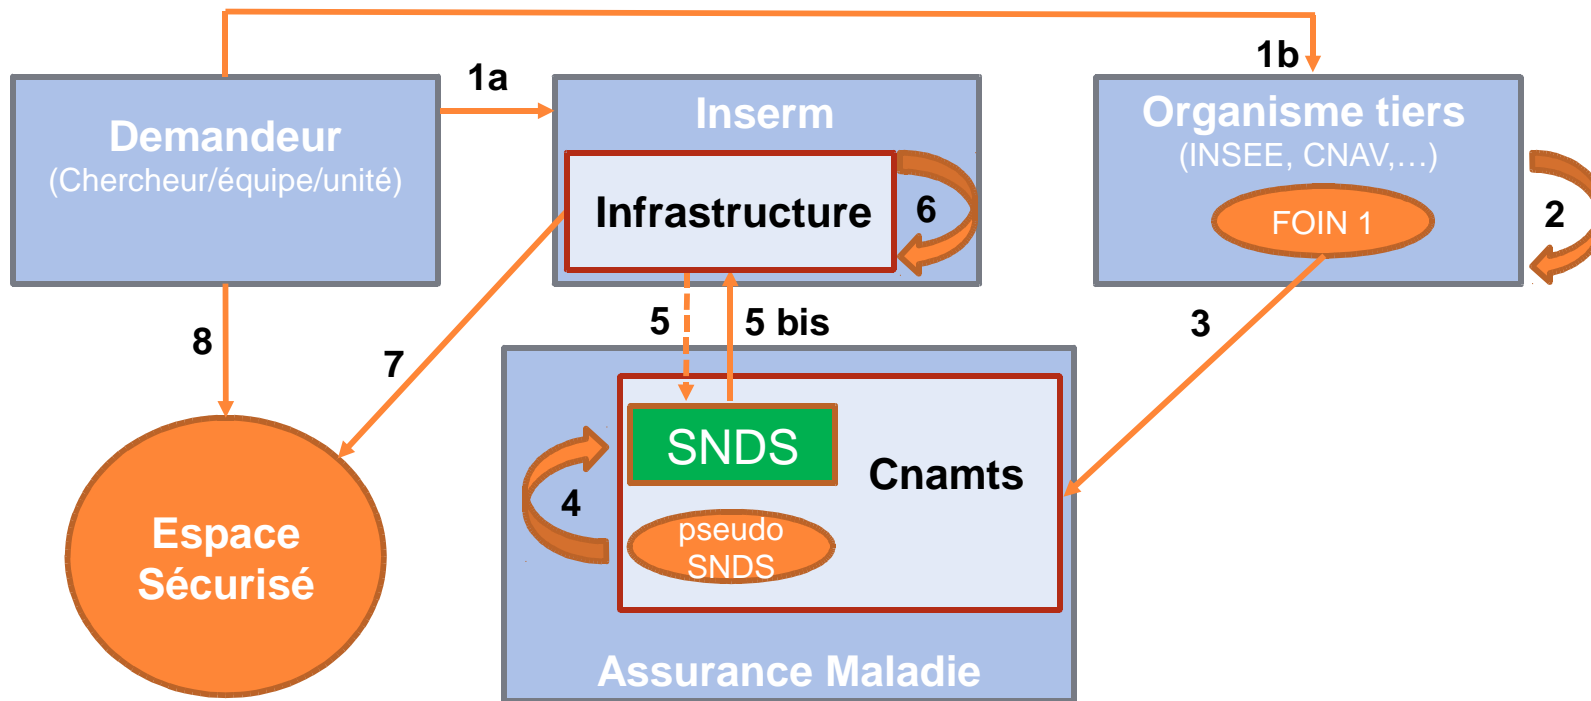 1a
1b
Demandeur
(Chercheur/équipe/unité)
Inserm
Infrastructure
6
Organisme tiers
(INSEE, CNAV,...)
FOIN 1
2
8
7
5
5 bis
3
SNDS
Cnamts
4
pseudo
SNDS
Espace
Sécurisé
Assurance Maladie